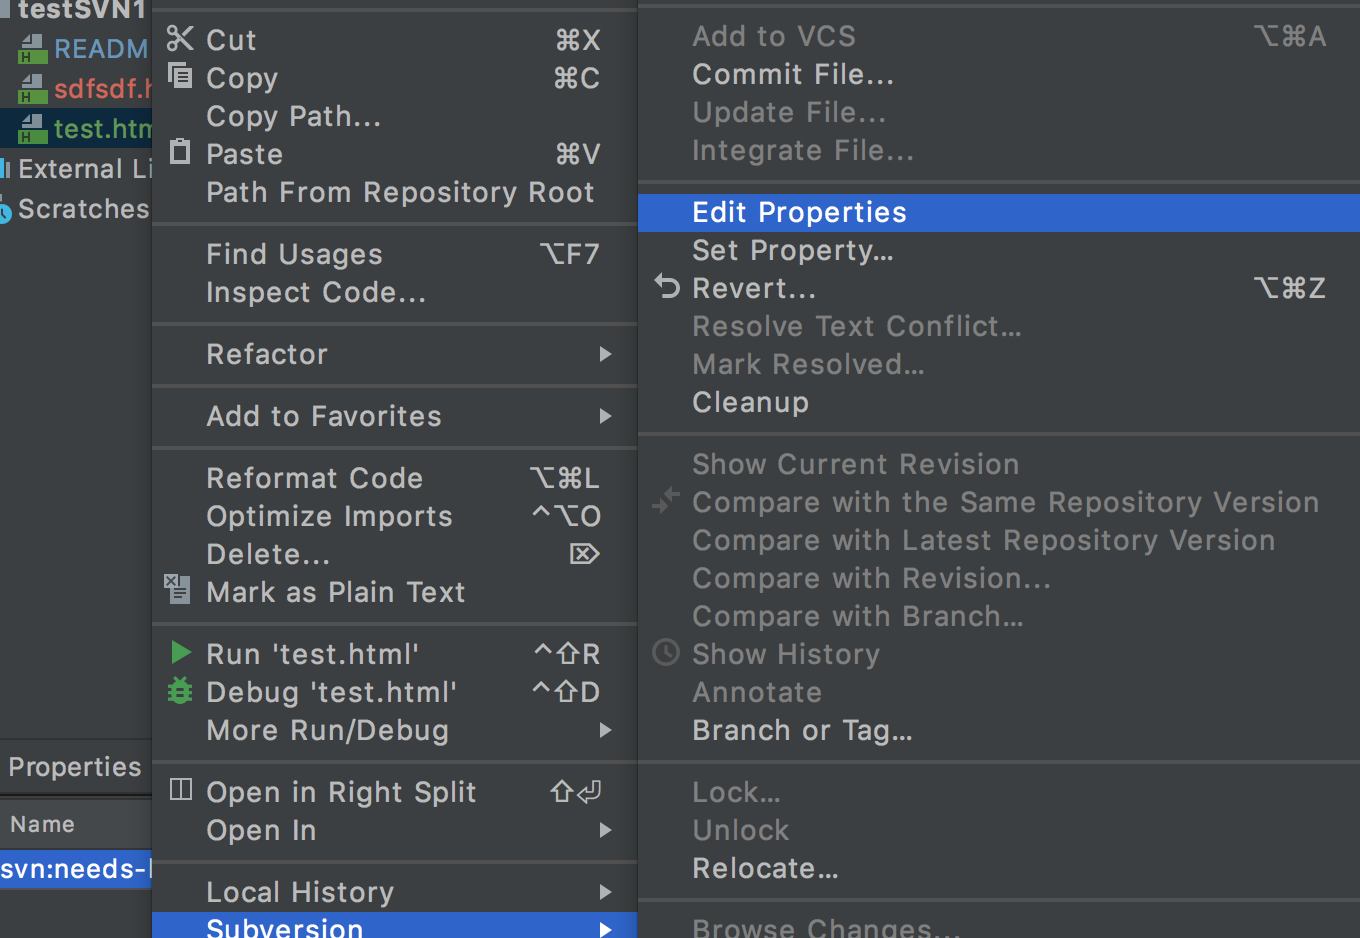 testSVN1
READM
sdfsdf.h
test.htm
External Li
Scratches
Properties
Name
svn:needs-l
Cut ⌘X
Copy ⌘C
Copy Path...
Paste ⌘V
Path From Repository Root
Find Usages ⌥F7
Inspect Code...
Refactor
Add to Favorites
Reformat Code ⌥⌘L
Optimize Imports ^⌥O
Delete... ⌦
Mark as Plain Text
Run 'test.html' ^⇧R
Debug 'test.html' ^⇧D
More Run/Debug
Open in Right Split ⇧⏎
Open In
Local History
Subversion
Add to VCS ⌥⌘A
Commit File...
Update File...
Integrate File...
Edit Properties
Set Property...
Revert... ⌥⌘Z
Resolve Text Conflict...
Mark Resolved...
Cleanup
Show Current Revision
Compare with the Same Repository Version
Compare with Latest Repository Version
Compare with Revision...
Compare with Branch...
Show History
Annotate
Branch or Tag...
Lock...
Unlock
Relocate...
Browse Changes...